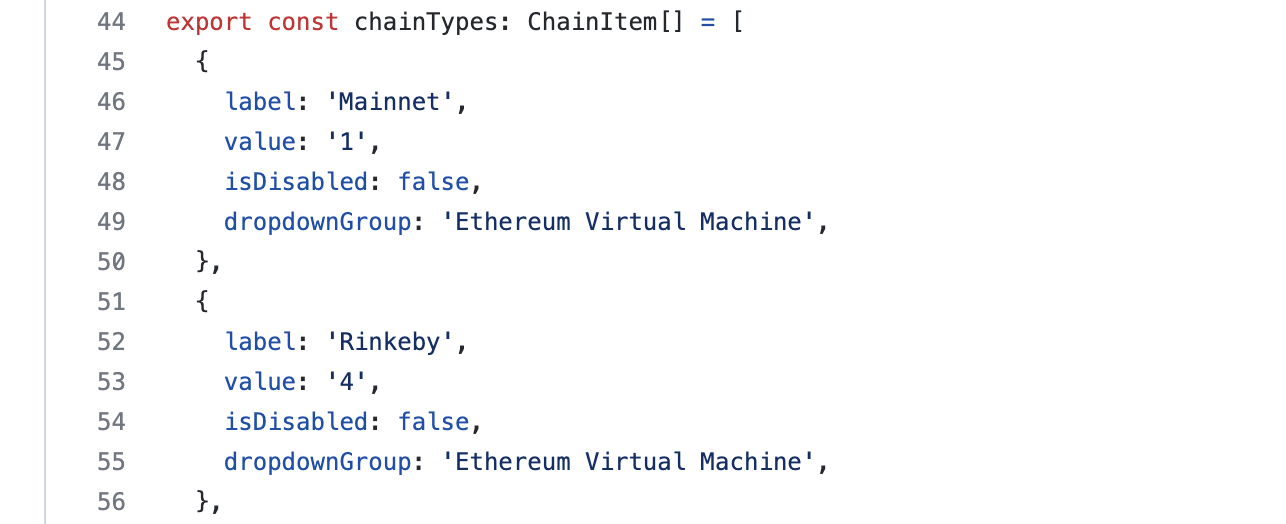 44 export const chainTypes: ChainItem[] = [
45 {
46 label: 'Mainnet',
47 value: '1',
48 isDisabled: false,
49 dropdownGroup: 'Ethereum Virtual Machine',
50 },
51 {
52 label: 'Rinkeby',
53 value: '4',
54 isDisabled: false,
55 dropdownGroup: 'Ethereum Virtual Machine',
56 },